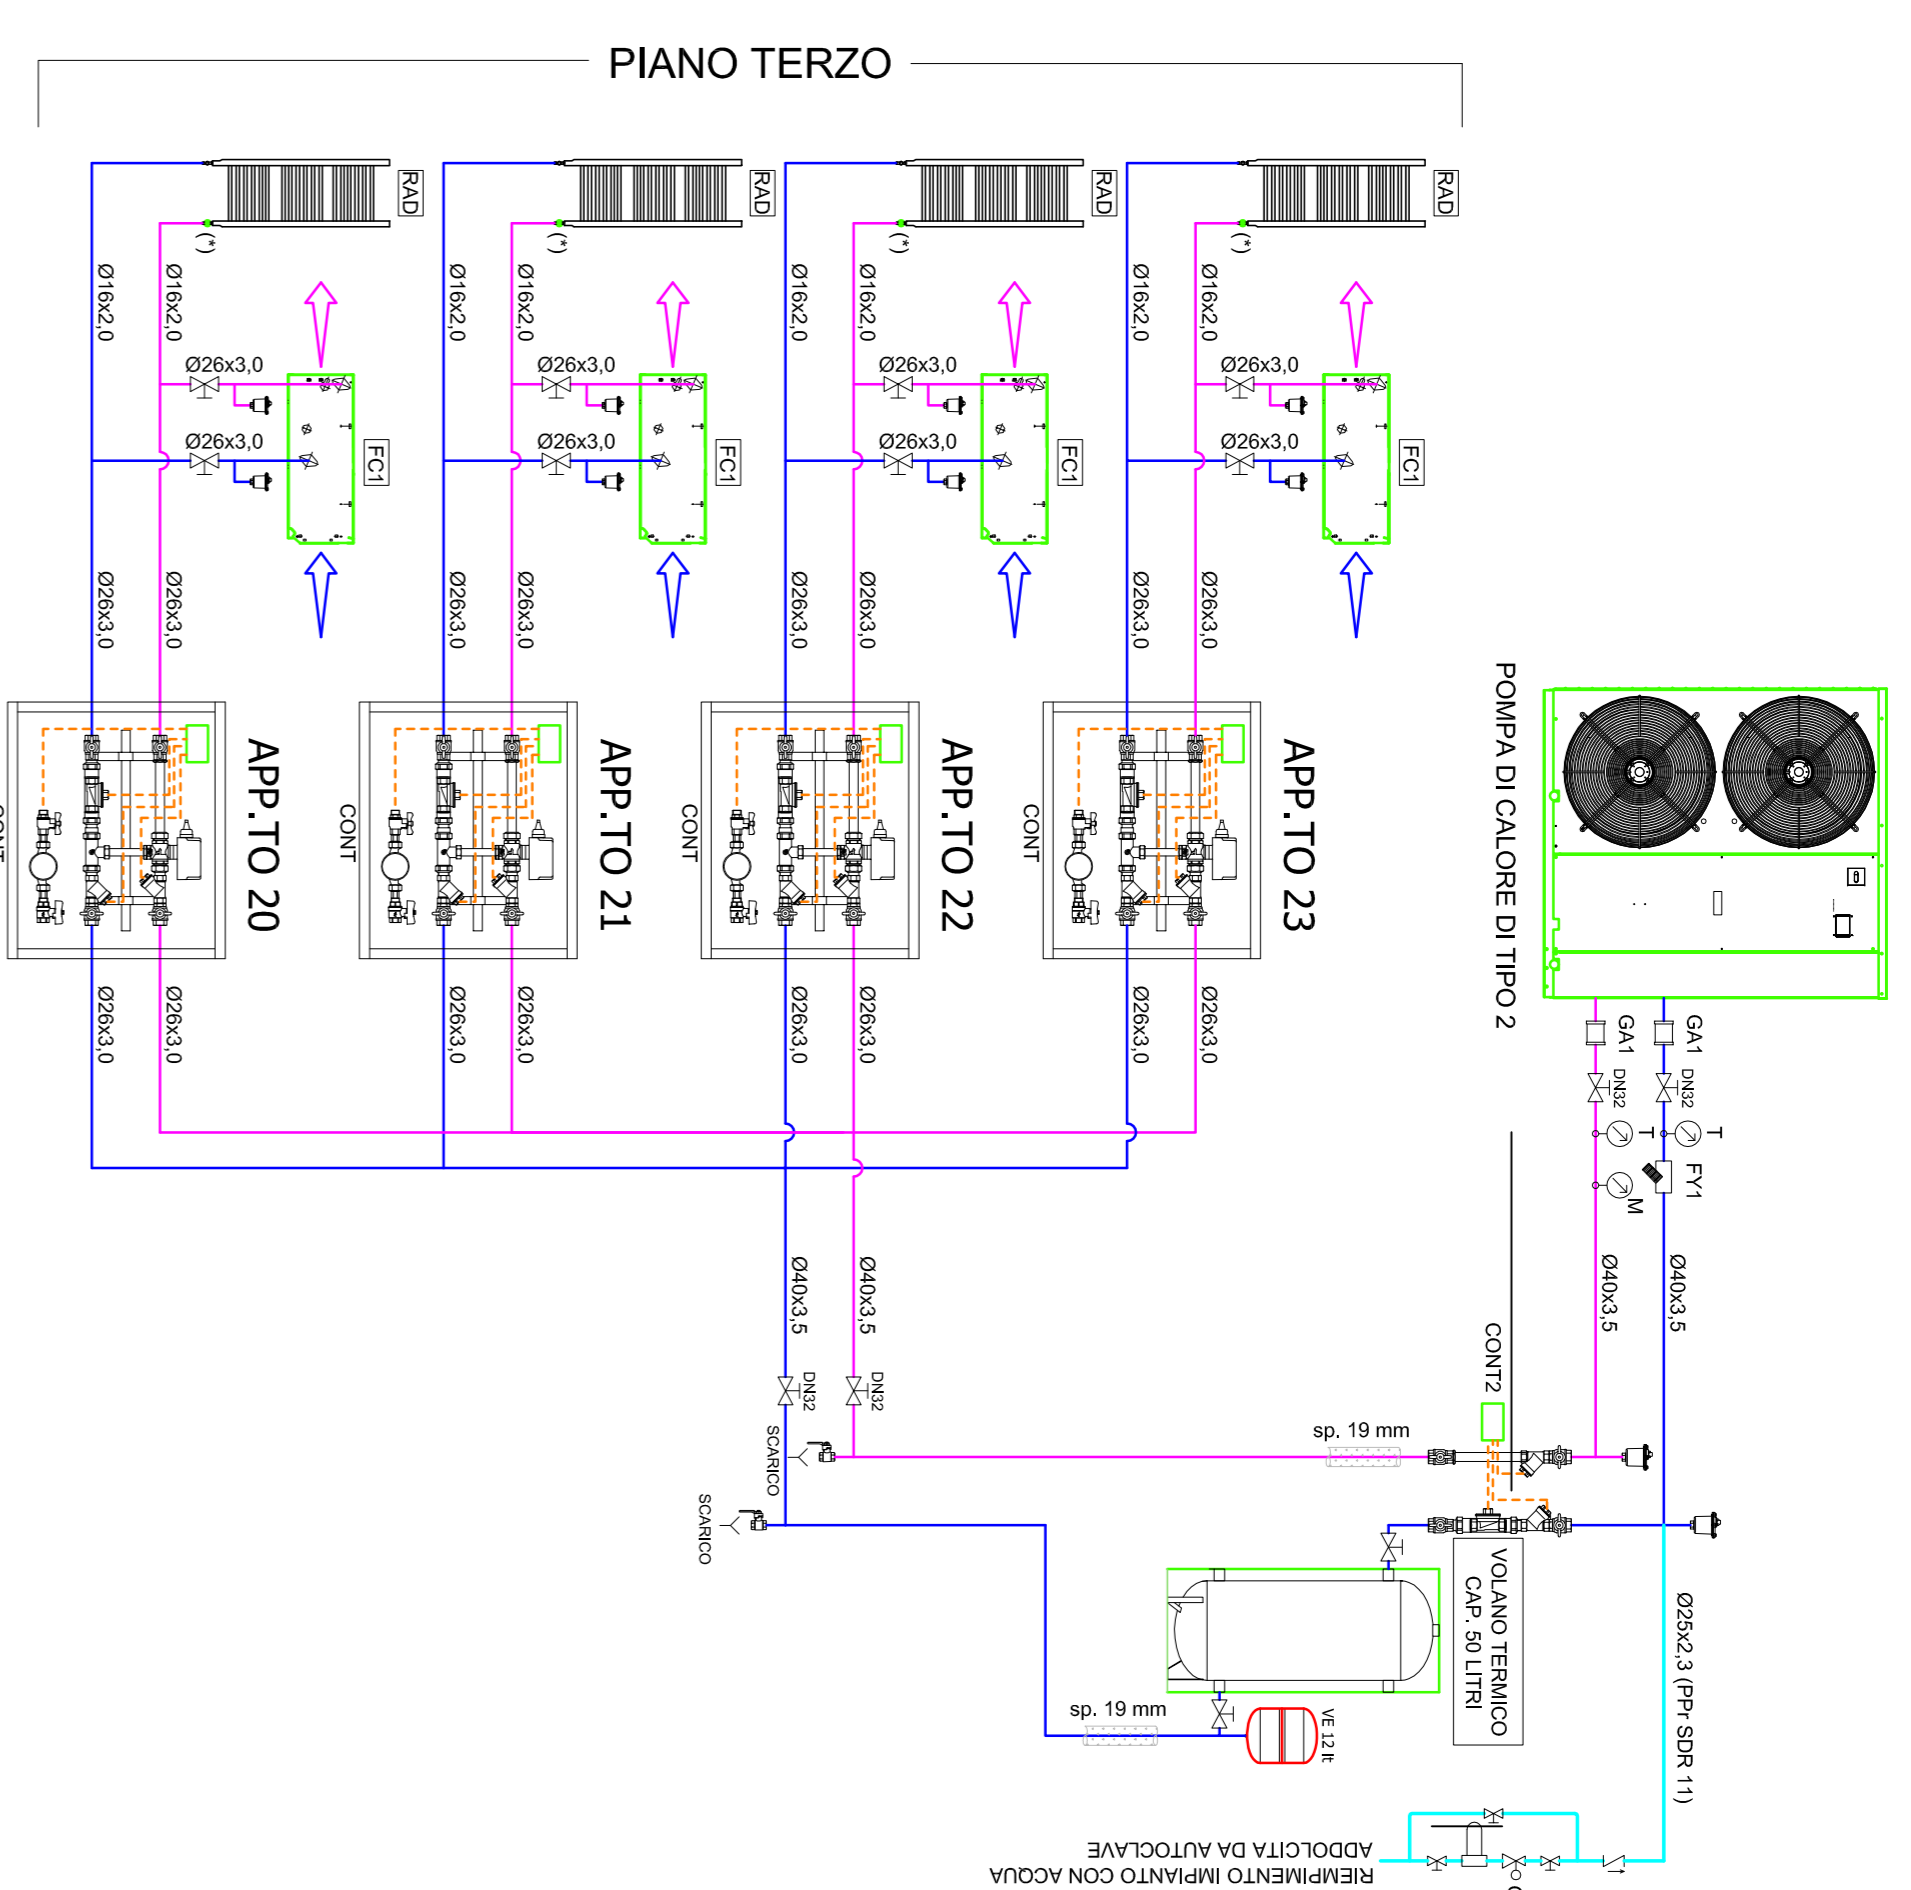 PIANO TERZO
RAD
RAD
RAD
RAD
(*)
(*)
(*)
(*)
Ø16x2,0
Ø16x2,0
Ø16x2,0
Ø16x2,0
Ø16x2,0
Ø16x2,0
Ø16x2,0
Ø16x2,0
Ø26x3,0
Ø26x3,0
Ø26x3,0
Ø26x3,0
Ø26x3,0
Ø26x3,0
Ø26x3,0
Ø26x3,0
FC1
FC1
FC1
FC1
Ø26x3,0
Ø26x3,0
Ø26x3,0
Ø26x3,0
Ø26x3,0
Ø26x3,0
Ø26x3,0
Ø26x3,0
POMPA DI CALORE DI TIPO 2
APP.TO 20
APP.TO 21
APP.TO 22
APP.TO 23
CONT
CONT
CONT
CONT
Ø26x3,0
Ø26x3,0
Ø26x3,0
Ø26x3,0
Ø26x3,0
Ø26x3,0
Ø26x3,0
Ø26x3,0
GA1
GA1
DN32
DN32
T
T
M
FY1
Ø40x3,5
Ø40x3,5
Ø40x3,5
Ø40x3,5
DN32
DN32
CONT2
sp. 19 mm
SCARICO
SCARICO
VOLANO TERMICO
CAP. 50 LITRI
Ø25x2,3 (PPr SDR 11)
sp. 19 mm
VE 12 lt
RIEMPIMENTO IMPIANTO CON ACQUA
ADDOLCITA DA AUTOCLAVE